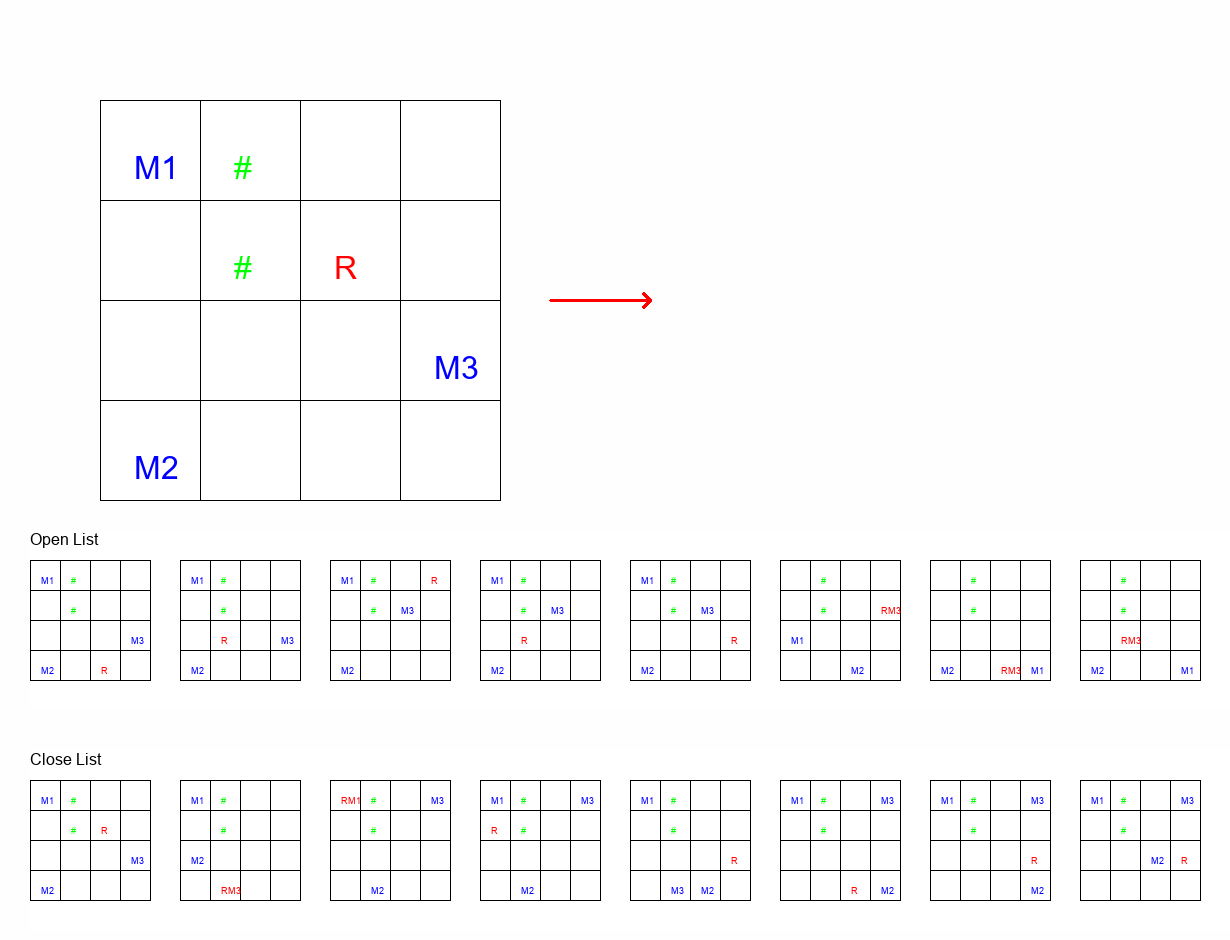 M1 #
# R
M3
M2
Open List
M1 # M1 # M1 # R M1 # M1 # # # #
# # # M3 # M3 # M3 # RM3 # #
M3 R M3 R R M1 RM3
M2 R M2 M2 M2 M2 M2 M2 RM3 M1 M2 M1
Close List
M1 # M1 # RM1 # M3 M1 # M3 M1 # M1 # M3 M1 # M3 M1 # M3
# R # # R # # # # #
M3 M2 R R M2 R
M2 RM3 M2 M2 M3 M2 R M2 M2